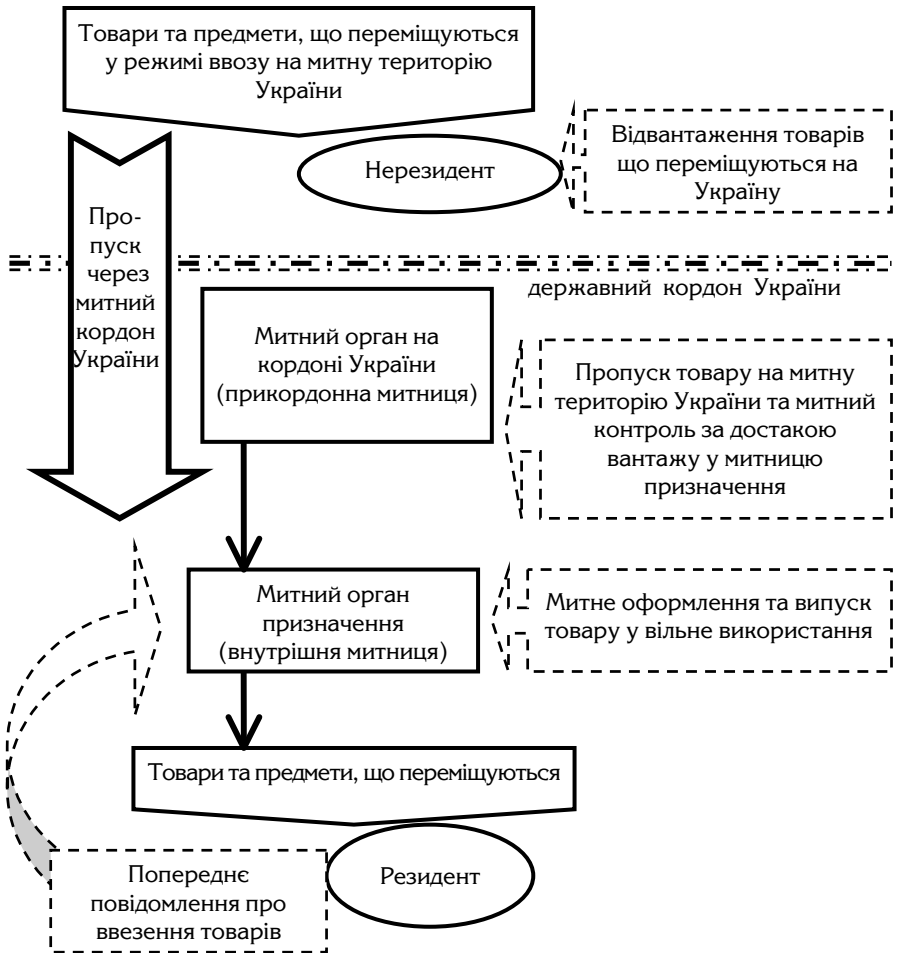 Товари та предмети, що переміщуються
у режимі ввозу на митну територію
України
Нерезидент
Відвантаження товарів
що переміщуються на
Україну
Про-
пуск
через
митний
кордон
України
державний кордон України
Митний орган на
кордоні України
(прикордонна митниця)
Пропуск товару на митну
територію України та митний
контроль за достакою
вантажу у митницю
призначення
Митний орган
призначення
(внутрішня митниця)
Митне оформлення та випуск
товару у вільне використання
Товари та предмети, що переміщуються
Резидент
Попереднє
повідомлення про
ввезення товарів